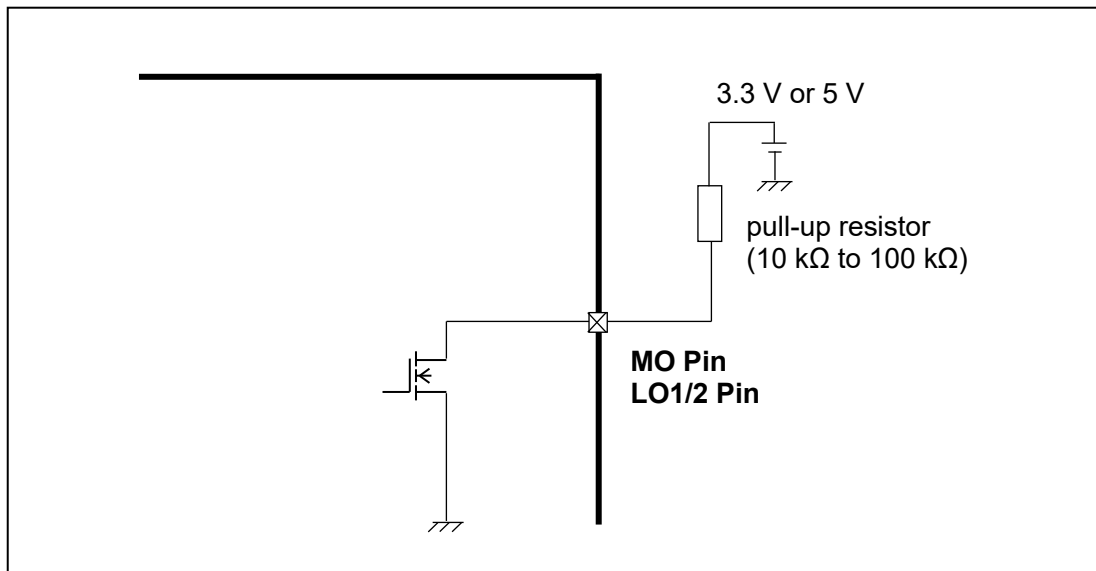 3.3 V or 5 V
pull-up resistor
(10 kΩ to 100 kΩ)
MO Pin
LO1/2 Pin